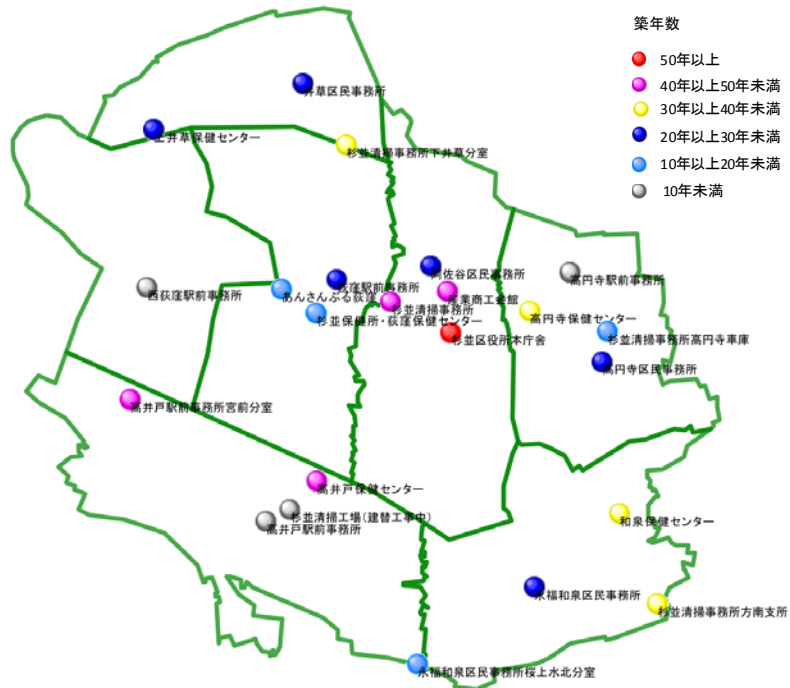 築年数
50年以上
40年以上50年未満
30年以上40年未満
20年以上30年未満
10年以上20年未満
10年未満
井草区民事務所
上井草保健センター
杉並清掃事務所下井草分室
阿佐谷区民事務所
高円寺駅前事務所
荻窪駅前事務所
西荻窪駅前事務所
あんさんぶる荻窪
産業商工会館
杉並清掃事務所
高円寺保健センター
杉並保健所・荻窪保健センター
杉並区役所本庁舎
杉並清掃事務所高円寺車庫
高円寺区民事務所
高井戸駅前事務所宮前分室
高井戸保健センター
杉並清掃工場(建替工事中)
高井戸駅前事務所
和泉保健センター
永福和泉区民事務所
杉並清掃事務所方南支所
永福和泉区民事務所桜上水北分室